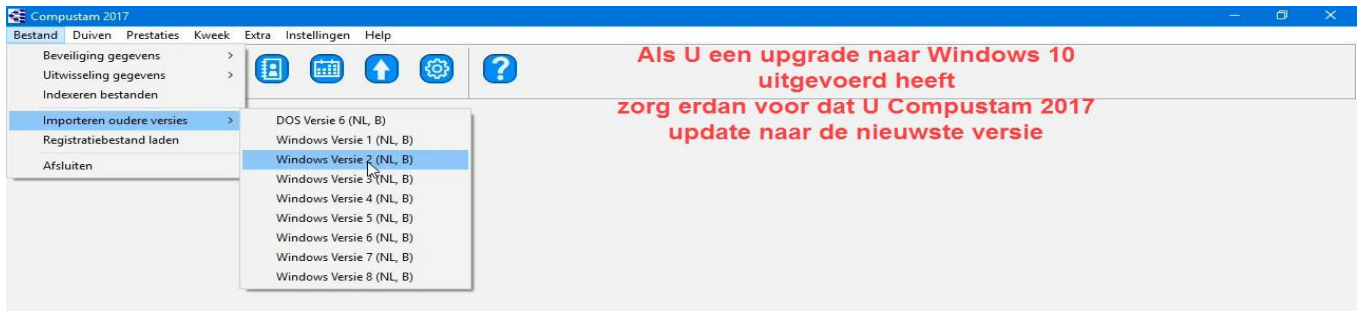 Compustam 2017
Bestand Duiven Prestaties Kweek Extra Instellingen Help
Beveiliging gegevens >
Uitwisseling gegevens >
Indexeren bestanden
Importeren oudere versies >
Registratiebestand laden
Afsluiten
DOS Versie 6 (NL, B)
Windows Versie 1 (NL, B)
Windows Versie 2 (NL, B)
Windows Versie 3 (NL, B)
Windows Versie 4 (NL, B)
Windows Versie 5 (NL, B)
Windows Versie 6 (NL, B)
Windows Versie 7 (NL, B)
Windows Versie 8 (NL, B)
?
Als U een upgrade naar Windows 10
uitgevoerd heeft
zorg erdan voor dat U Compustam 2017
update naar de nieuwste versie